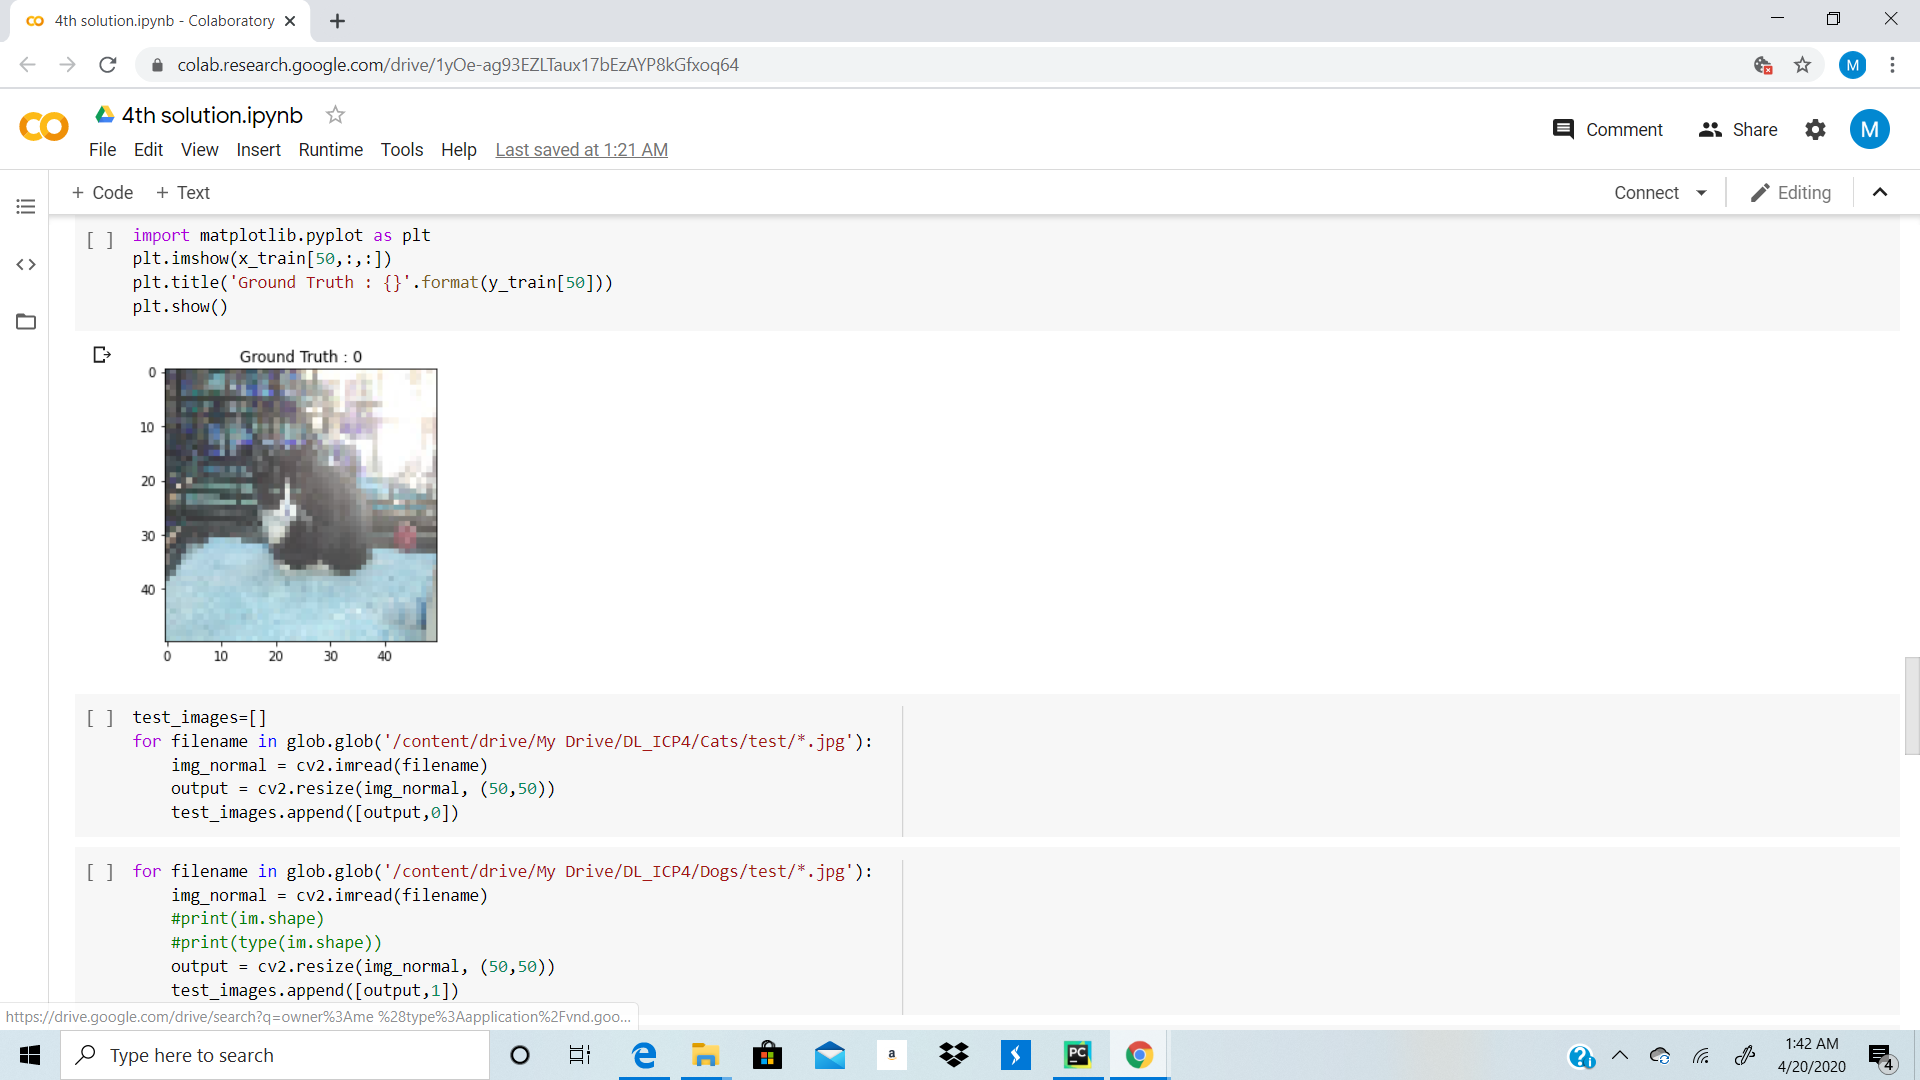 4th solution.ipynb - Colaboratory
colab.research.google.com/drive/1yOe-ag93EZLTaux17bEzAYP8kGfxoq64
M
4th solution.ipynb
Comment
Share
M
File Edit View Insert Runtime Tools Help Last saved at 1:21 AM
+ Code + Text
Connect
Editing
[ ] import matplotlib.pyplot as plt
plt.imshow(x_train[50,:,:])
plt.title('Ground Truth : {}'.format(y_train[50]))
plt.show()
Ground Truth : 0
0
10
20
30
40
0 10 20 30 40
[ ] test_images=[]
for filename in glob.glob('/content/drive/My Drive/DL_ICP4/Cats/test/*.jpg'):
img_normal = cv2.imread(filename)
output = cv2.resize(img_normal, (50,50))
test_images.append([output,0])
[ ] for filename in glob.glob('/content/drive/My Drive/DL_ICP4/Dogs/test/*.jpg'):
img_normal = cv2.imread(filename)
#print(im.shape)
#print(type(im.shape))
output = cv2.resize(img_normal, (50,50))
test_images.append([output,1])
https://drive.google.com/drive/search?q=owner%3Ame %28type%3Aapplication%2Fvnd.goo...
Type here to search
a
PC
1:42 AM
4/20/2020
4